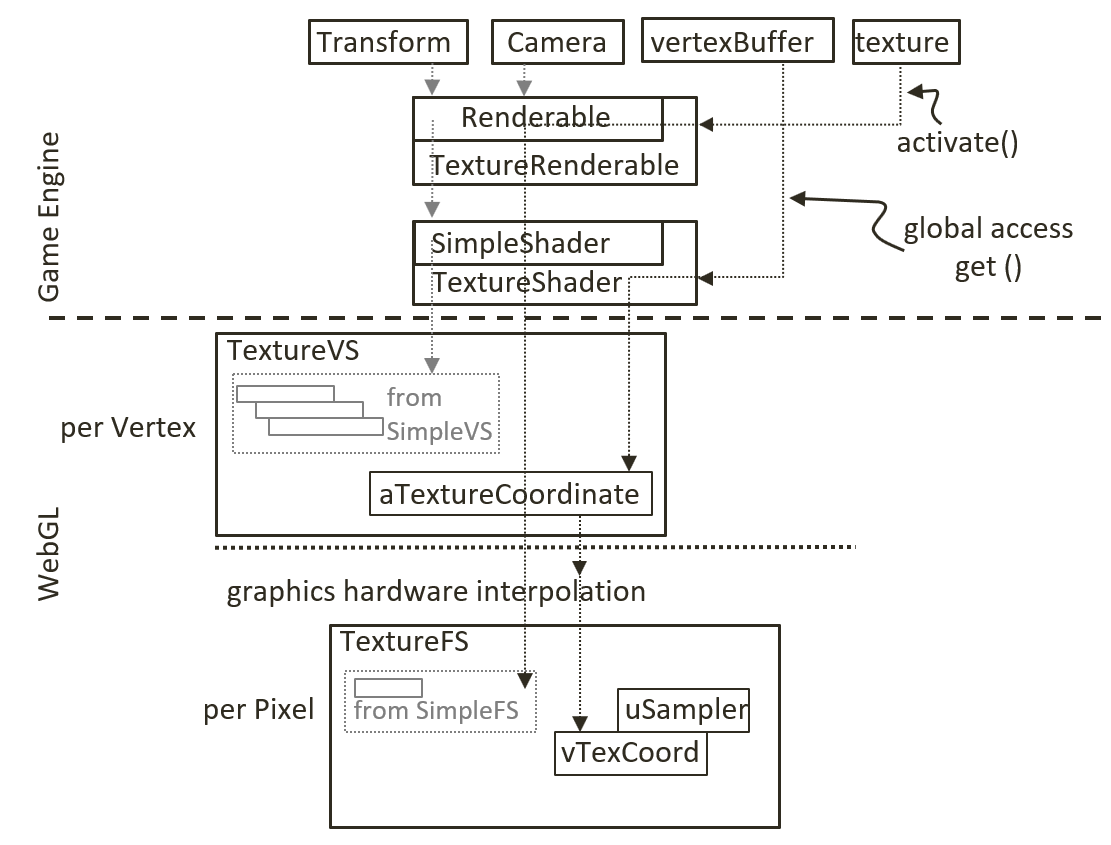 Transform
Camera
vertexBuffer
texture
Renderable
TextureRenderable
activate()
Game Engine
SimpleShader
TextureShader
global access
get ()
TextureVS
from
SimpleVS
per Vertex
aTextureCoordinate
WebGL
graphics hardware interpolation
TextureFS
from SimpleFS
per Pixel
uSampler
vTexCoord